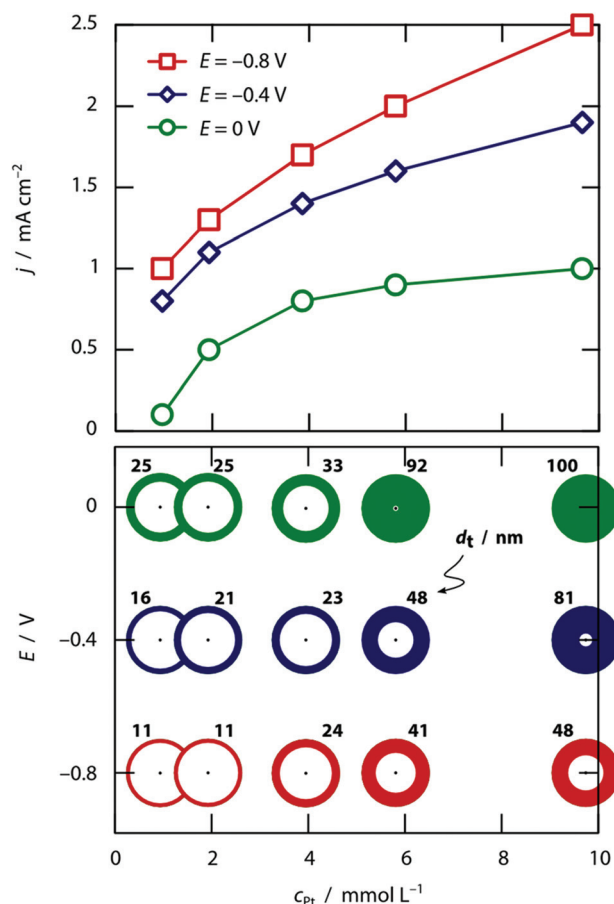 2.5
2
1.5
1
0.5
0
j / mA cm⁻²
E = –0.8 V
E = –0.4 V
E = 0 V
25 25 33 92 100
0
dt / nm
16 21 23 48 81
–0.4
E / V
11 11 24 41 48
–0.8
0 2 4 6 8 10
cPt / mmol L⁻¹